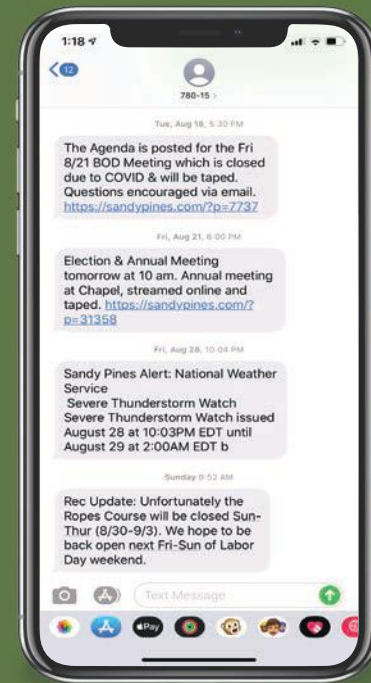 1:18
12
780-15 >
Tue, Aug 18, 5:30 PM
The Agenda is posted for the Fri
8/21 BOD Meeting which is closed
due to COVID & will be taped.
Questions encouraged via email.
https://sandypines.com/?p=7737
Fri, Aug 21, 6:00 PM
Election & Annual Meeting
tomorrow at 10 am. Annual meeting
at Chapel, streamed online and
taped. https://sandypines.com/?
p=31358
Fri, Aug 28, 10:04 PM
Sandy Pines Alert: National Weather
Service
Severe Thunderstorm Watch
Severe Thunderstorm Watch issued
August 28 at 10:03PM EDT until
August 29 at 2:00AM EDT b
Sunday 9:52 AM
Rec Update: Unfortunately the
Ropes Course will be closed Sun-
Thur (8/30-9/3). We hope to be
back open next Fri-Sun of Labor
Day weekend.
Text Message
Pay